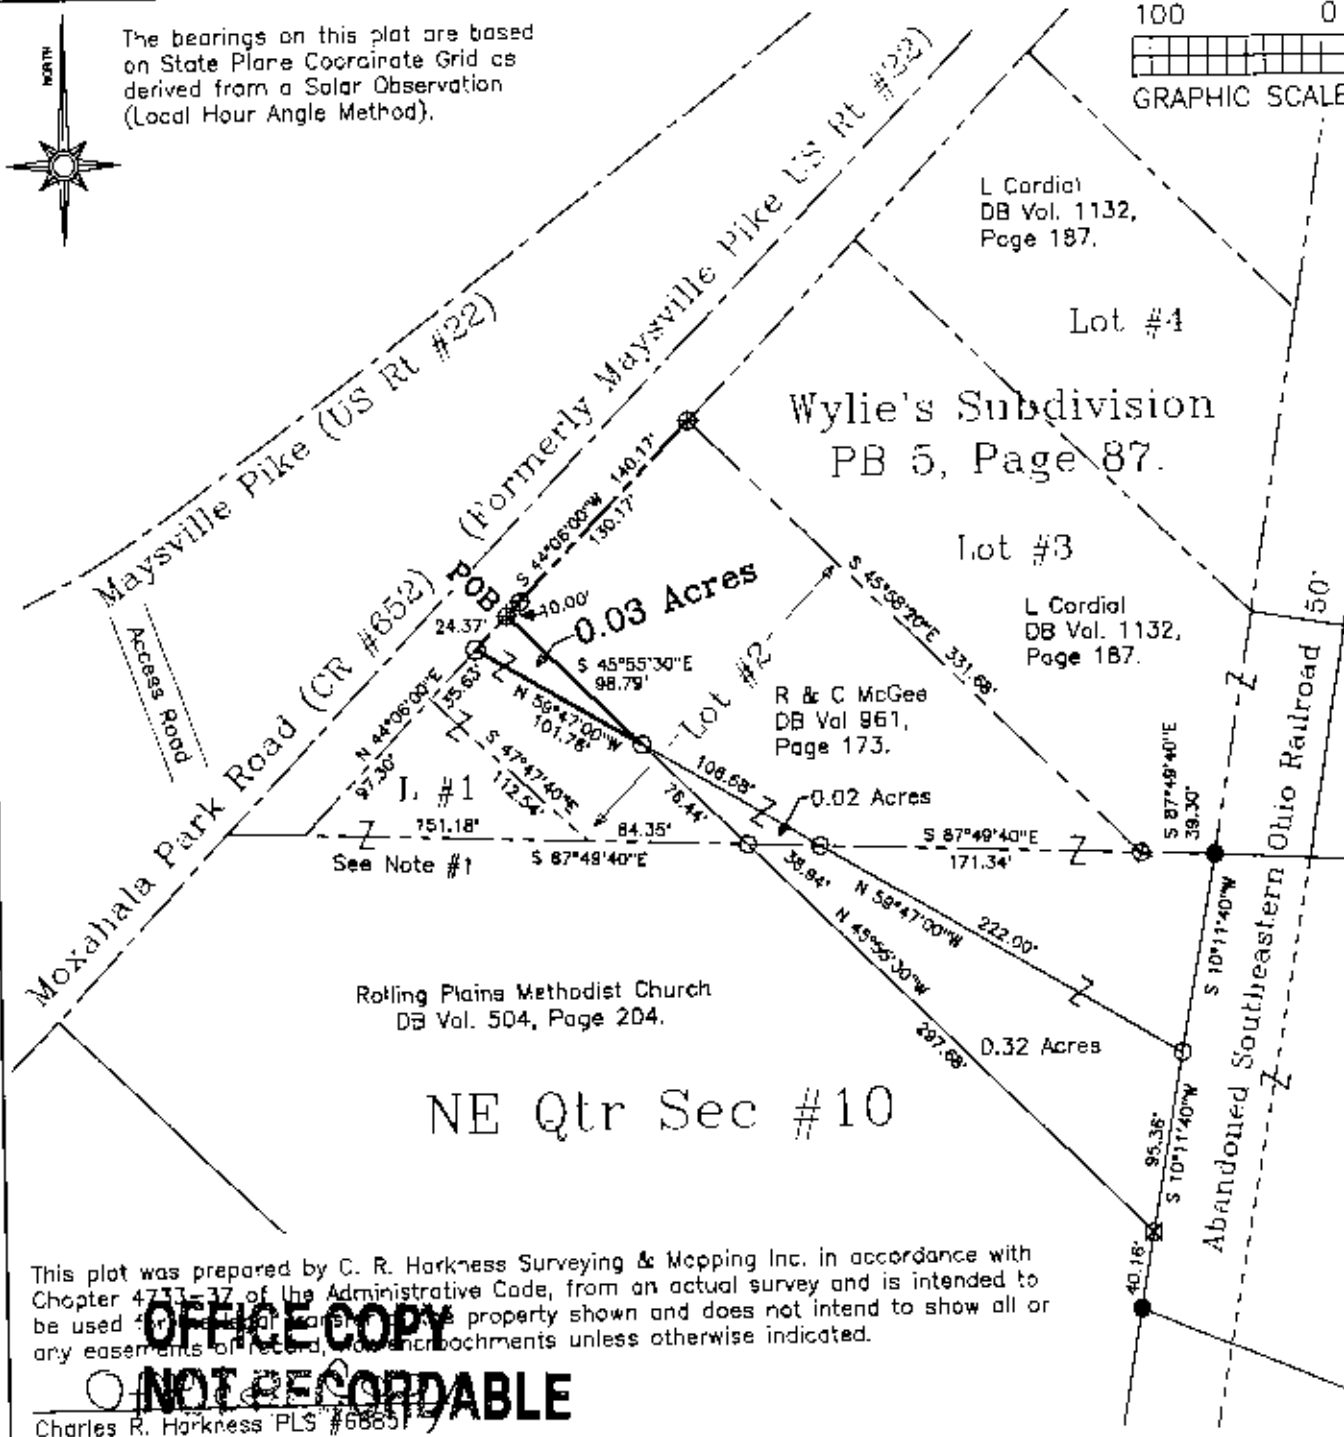 NORTH
The bearings on this plat are based
on State Plane Coordinate Grid as
derived from a Solar Observation
(Local Hour Angle Method).
100 0
GRAPHIC SCALE
L Cordial
DB Vol. 1132,
Page 187.
Lot #4
Wylie's Subdivision
PB 5, Page 87.
Lot #3
L Cordial
DB Vol. 1132,
Page 187.
Maysville Pike (US Rt #22)
(Formerly Maysville Pike US Rt #22)
Moxahala Park Road (CR #652)
Access Road
S 44°06'00"W 140.17'
130.17'
POB
10.00'
24.37'
0.03 Acres
S 45°55'30"E
98.79'
Lot #2
S 45°58'20"E 331.68'
R & C McGee
DB Vol 961,
Page 173.
N 59°47'00"W
101.78'
35.63'
N 44°06'00"E
97.30'
S 47°47'40"E
112.54'
L #1
106.68'
76.44'
0.02 Acres
751.18'
84.35'
See Note #1
S 87°49'40"E
S 87°49'40"E
171.34'
S 87°49'40"E
39.30'
38.94'
N 59°47'00"W
222.00'
N 45°55'30"W
297.68'
0.32 Acres
S 10°11'40"W
95.36'
S 10°11'40"W
40.16'
Abandoned Southeastern Ohio Railroad 50'
Rolling Plains Methodist Church
DB Vol. 504, Page 204.
NE Qtr Sec #10
This plat was prepared by C. R. Harkness Surveying & Mapping Inc. in accordance with
Chapter 4733-37 of the Administrative Code, from an actual survey and is intended to
be used property shown and does not intend to show all or
any easements of record, encroachments unless otherwise indicated.
OFFICE COPY
NOT RECORDABLE
Charles R. Harkness PLS #6885